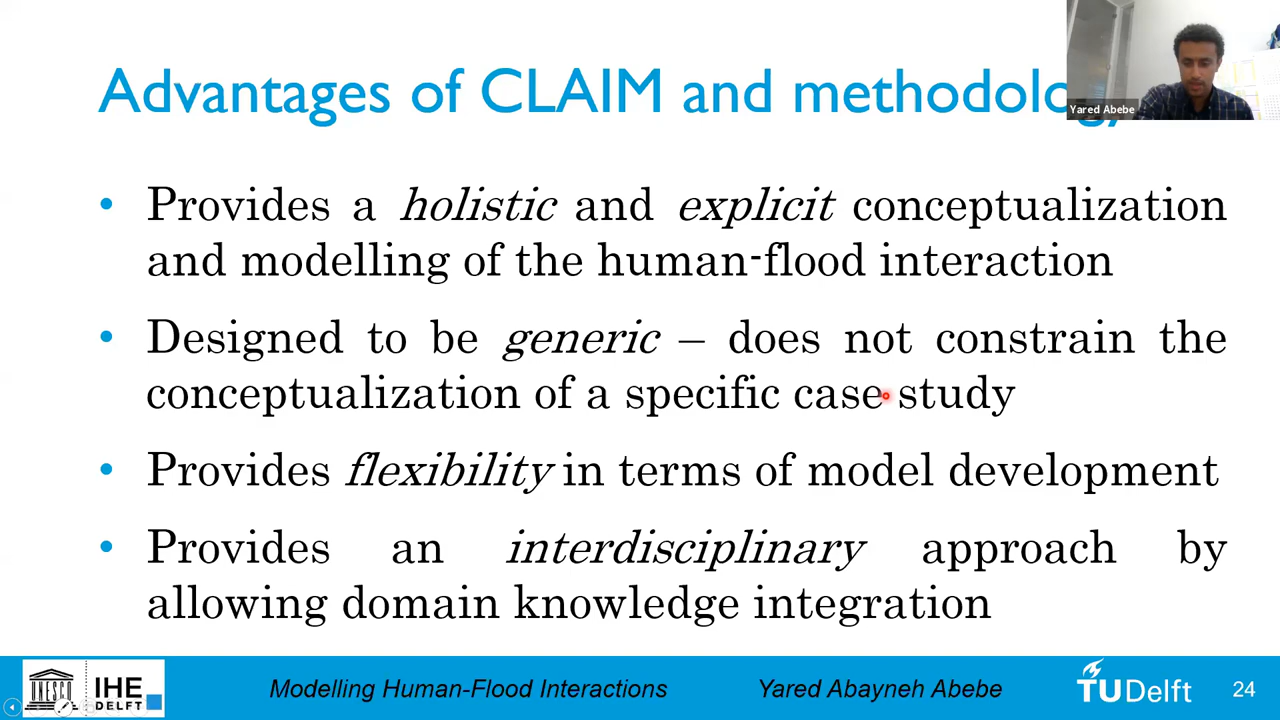 Advantages of CLAIM and methodology
Yared Abebe
• Provides a holistic and explicit conceptualization
and modelling of the human-flood interaction
• Designed to be generic – does not constrain the
conceptualization of a specific case study
• Provides flexibility in terms of model development
• Provides an interdisciplinary approach by
allowing domain knowledge integration
UNESCO
IHE
DELFT
Modelling Human-Flood Interactions
Yared Abayneh Abebe
TUDelft
24